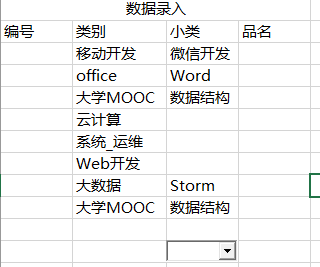 数据录入
编号 类别 小类 品名
移动开发 微信开发
office Word
大学MOOC 数据结构
云计算
系统_运维
Web开发
大数据 Storm
大学MOOC 数据结构